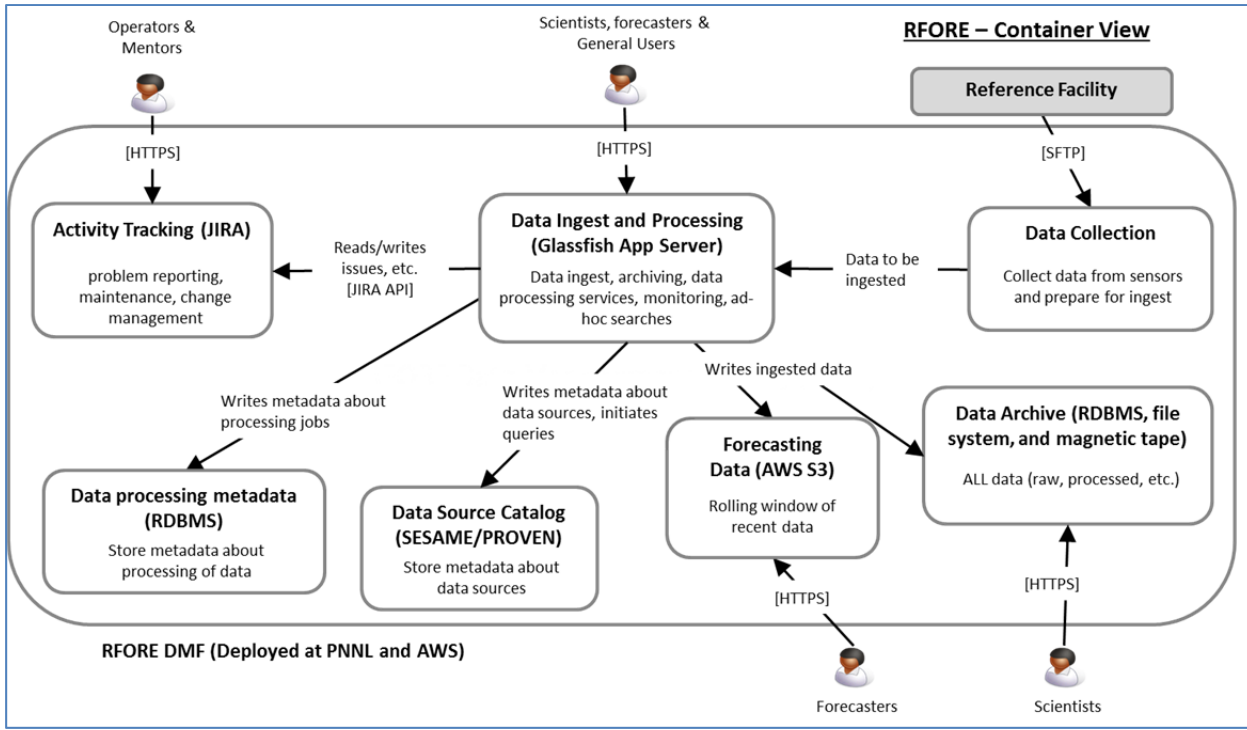 Operators &
Mentors
Scientists, forecasters &
General Users
RFORE – Container View
Reference Facility
[HTTPS]
[HTTPS]
[SFTP]
Activity Tracking (JIRA)
problem reporting,
maintenance, change
management
Reads/writes
issues, etc.
[JIRA API]
Data Ingest and Processing
(Glassfish App Server)
Data ingest, archiving, data
processing services, monitoring, ad-
hoc searches
Data to be
ingested
Data Collection
Collect data from sensors
and prepare for ingest
Writes metadata about
processing jobs
Writes metadata about
data sources, initiates
queries
Writes ingested data
Data processing metadata
(RDBMS)
Store metadata about
processing of data
Data Source Catalog
(SESAME/PROVEN)
Store metadata about
data sources
Forecasting
Data (AWS S3)
Rolling window of
recent data
Data Archive (RDBMS, file
system, and magnetic tape)
ALL data (raw, processed, etc.)
[HTTPS]
[HTTPS]
RFORE DMF (Deployed at PNNL and AWS)
Forecasters
Scientists